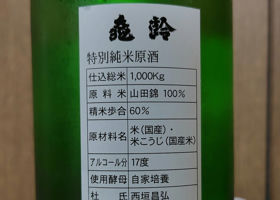 亀齢
特別純米原酒
仕込総米 1,000Kg
原料米 山田錦 100%
精米歩合 60%
原材料名 米(国産)・
米こうじ(国産米)
アルコール分 17度
使用酵母 自家培養
杜氏 西垣昌弘